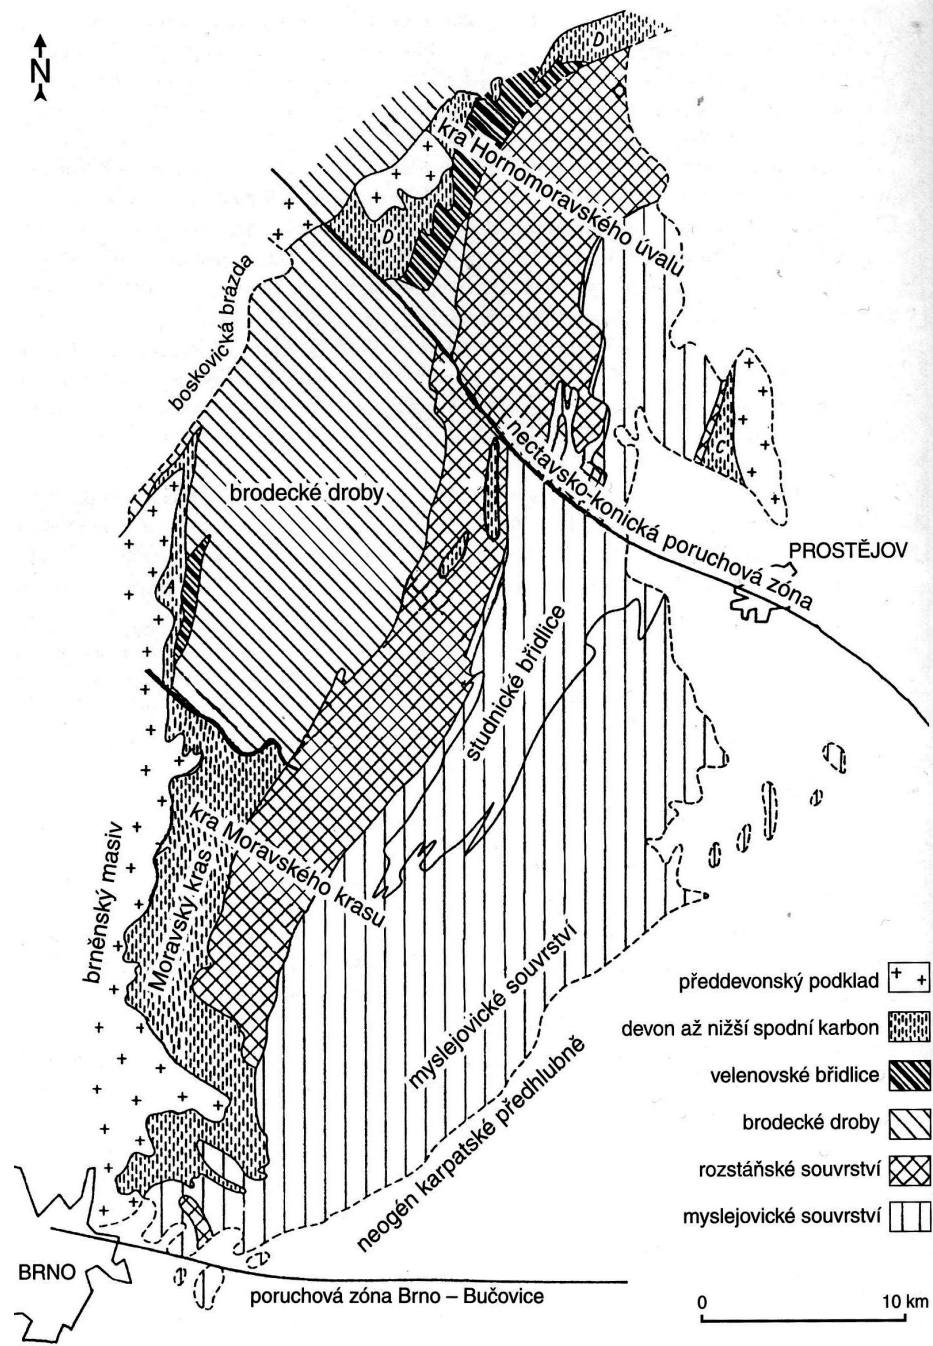 N
D
kra Hornomoravského úvalu
D
boskovická brázda
C
nectavsko-konická poruchová zóna
brodecké droby
PROSTĚJOV
A
studnické břidlice
kra Moravského krasu
Moravský kras
brněnský masiv
myslejovické souvrství
neogén karpatské předhlubně
předdevonský podklad
devon až nižší spodní karbon
velenovské břidlice
brodecké droby
rozstáňské souvrství
myslejovické souvrství
BRNO
poruchová zóna Brno – Bučovice
0 10 km